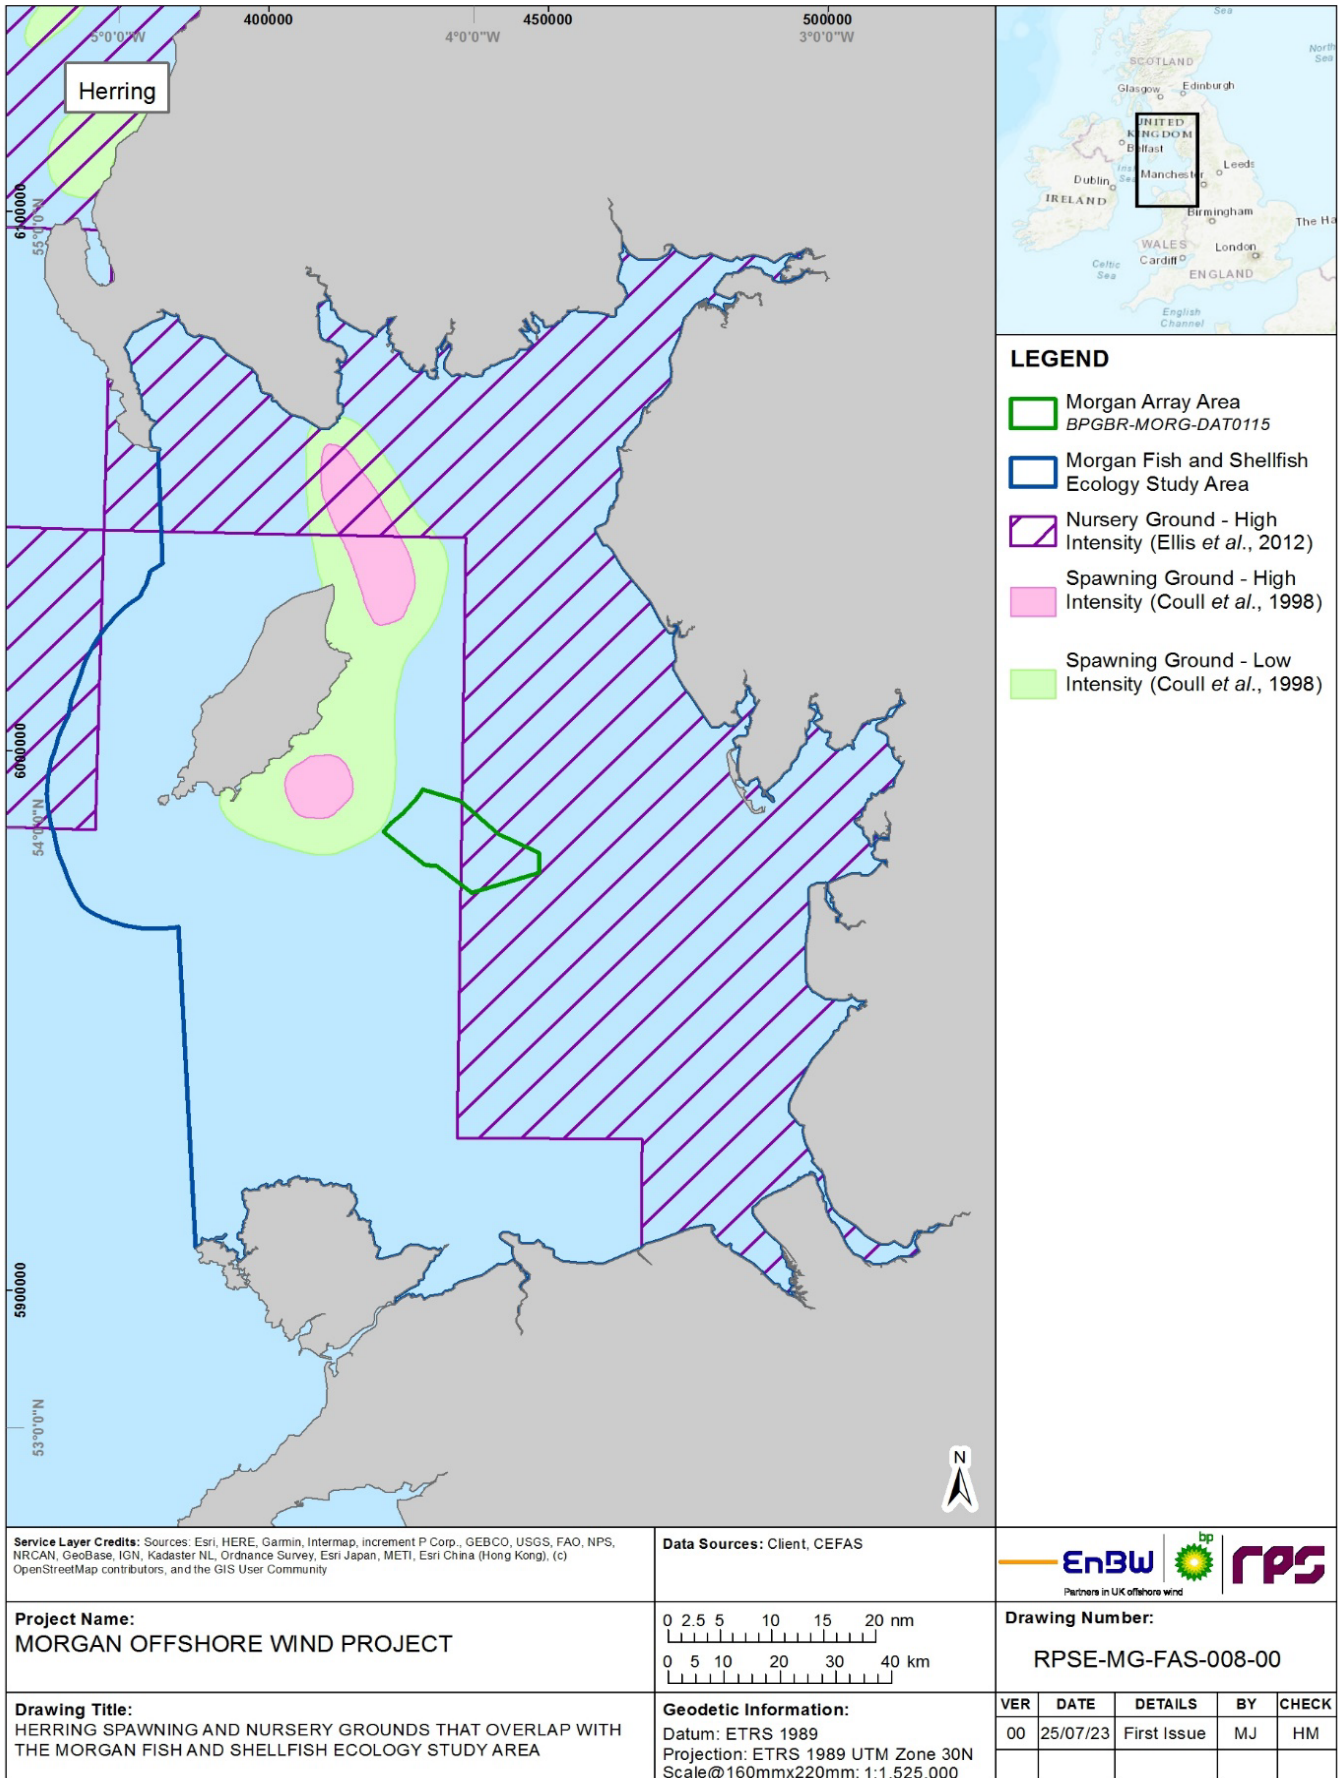 400000
450000
500000
5°0'0"W
4°0'0"W
3°0'0"W
Herring
6100000
55°0'0"N
6000000
54°0'0"N
5900000
53°0'0"N
N
Sea
North
Sea
SCOTLAND
Glasgow
Edinburgh
UNITED
KINGDOM
Belfast
Leeds
Irish
Sea
Manchester
Dublin
IRELAND
Birmingham
The Ha
WALES
London
Cardiff
Celtic
Sea
ENGLAND
English
Channel
LEGEND
Morgan Array Area
BPGBR-MORG-DAT0115
Morgan Fish and Shellfish
Ecology Study Area
Nursery Ground - High
Intensity (Ellis et al., 2012)
Spawning Ground - High
Intensity (Coull et al., 1998)
Spawning Ground - Low
Intensity (Coull et al., 1998)
Service Layer Credits: Sources: Esri, HERE, Garmin, Intermap, increment P Corp., GEBCO, USGS, FAO, NPS,
NRCAN, GeoBase, IGN, Kadaster NL, Ordnance Survey, Esri Japan, METI, Esri China (Hong Kong), (c)
OpenStreetMap contributors, and the GIS User Community
Data Sources: Client, CEFAS
EnBW
bp
rps
Partners in UK offshore wind
Project Name:
MORGAN OFFSHORE WIND PROJECT
0 2.5 5 10 15 20 nm
0 5 10 20 30 40 km
Drawing Number:
RPSE-MG-FAS-008-00
Drawing Title:
HERRING SPAWNING AND NURSERY GROUNDS THAT OVERLAP WITH
THE MORGAN FISH AND SHELLFISH ECOLOGY STUDY AREA
Geodetic Information:
Datum: ETRS 1989
Projection: ETRS 1989 UTM Zone 30N
Scale@160mmx220mm: 1:1,525,000
VER DATE DETAILS BY CHECK
00 25/07/23 First Issue MJ HM